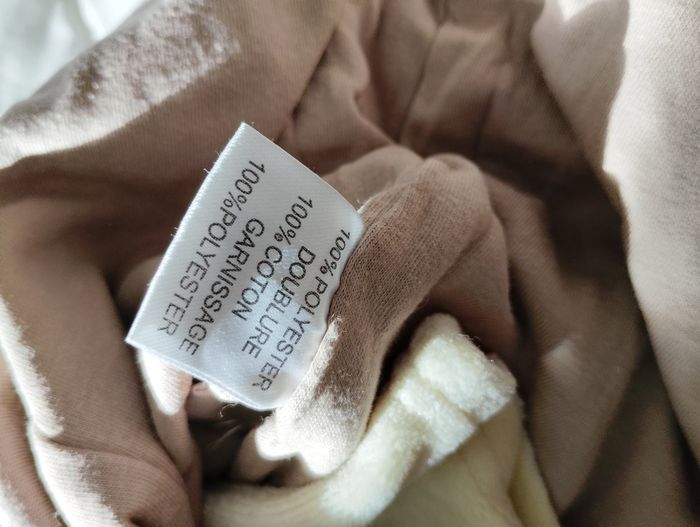 100%POLYESTER
DOUBLURE
100%COTON
GARNISSAGE
100%POLYESTER